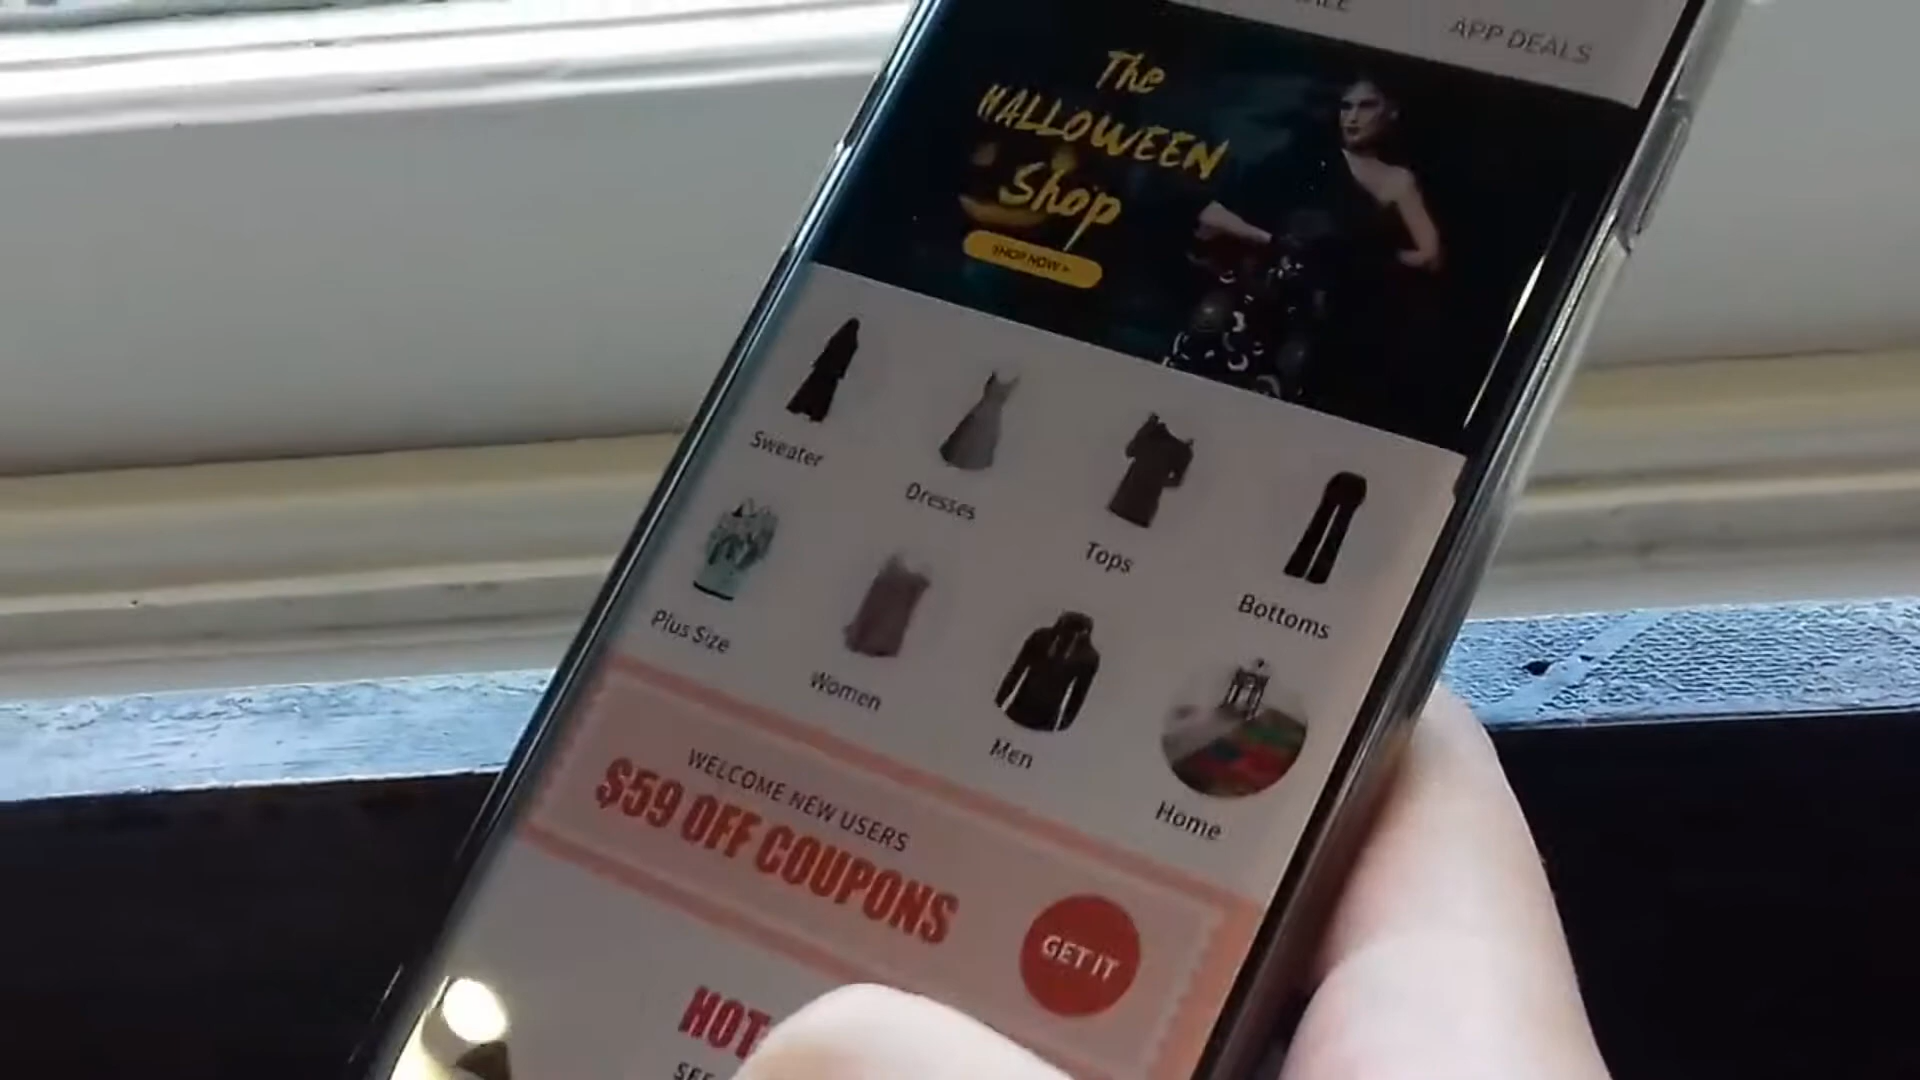 APP DEALS
The
HALLOWEEN
Shop
SHOP NOW >
Sweater
Dresses
Tops
Bottoms
Plus Size
Women
Men
Home
WELCOME NEW USERS
$59 OFF COUPONS
GET IT
HOT